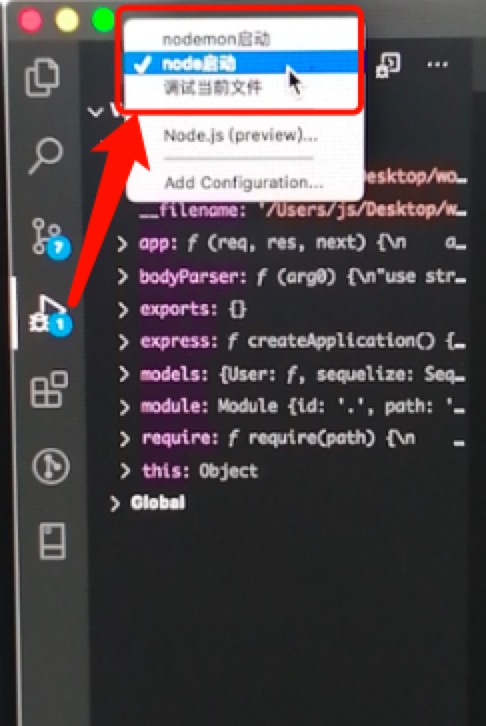 nodemon启动
node启动
调试当前文件
Node.js (preview)...
Add Configuration...
esktop/wo…
__filename: '/Users/js/Desktop/w…
app: ƒ (req, res, next) {\n    a…
bodyParser: ƒ (arg0) {\n"use str…
exports: {}
express: ƒ createApplication() {…
models: {User: ƒ, sequelize: Seq…
module: Module {id: '.', path: '…
require: ƒ require(path) {\n    …
this: Object
Global
7
1